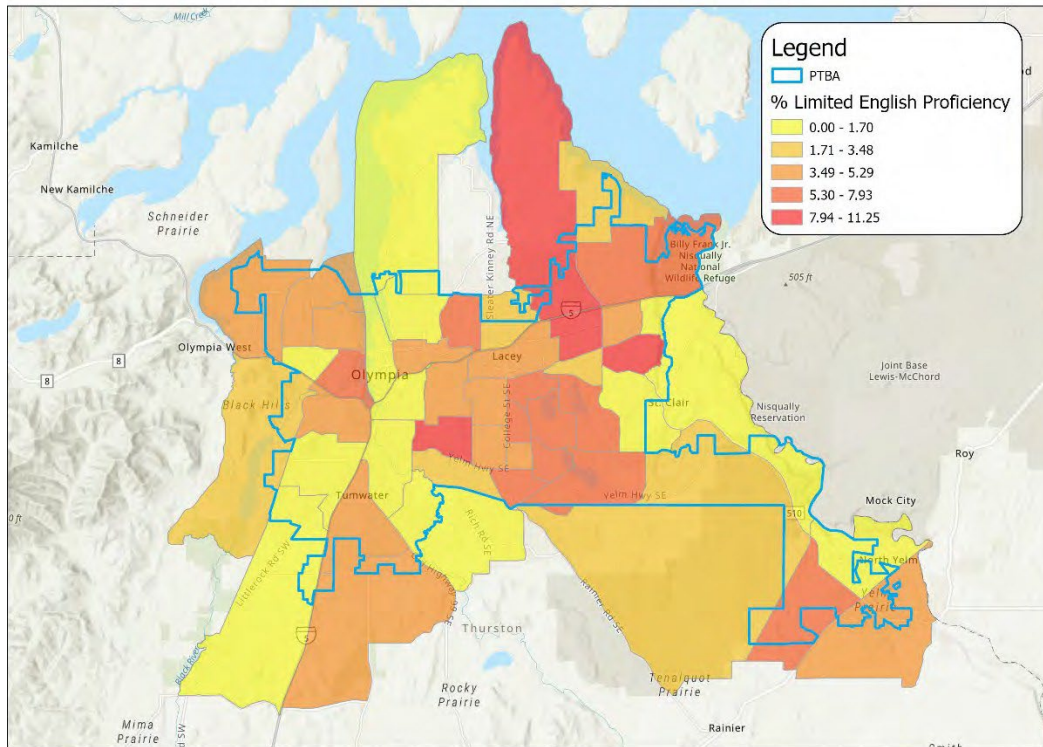 Mill Creek
Legend
PTBA
% Limited English Proficiency
0.00 - 1.70
1.71 - 3.48
3.49 - 5.29
5.30 - 7.93
7.94 - 11.25
Kamilche
New Kamilche
Schneider
Prairie
Sleater Kinney Rd NE
Billy Frank Jr.
Nisqually
National
Wildlife Refuge
505 ft
5
8
8
Olympia West
Lacey
Olympia
Joint Base
Lewis-McChord
Black Hills
College St SE
St. Clair
Nisqually
Reservation
Roy
Yelm Hwy SE
Yelm Hwy SE
Tumwater
Mock City
0 ft
510
Rich Rd SE
North Yelm
Littlerock Rd SW
Yelm
Prairie
Rainier Rd SE
Thurston
5
Black River
Tenalquot
Prairie
Rocky
Prairie
Mima
Prairie
Rainier